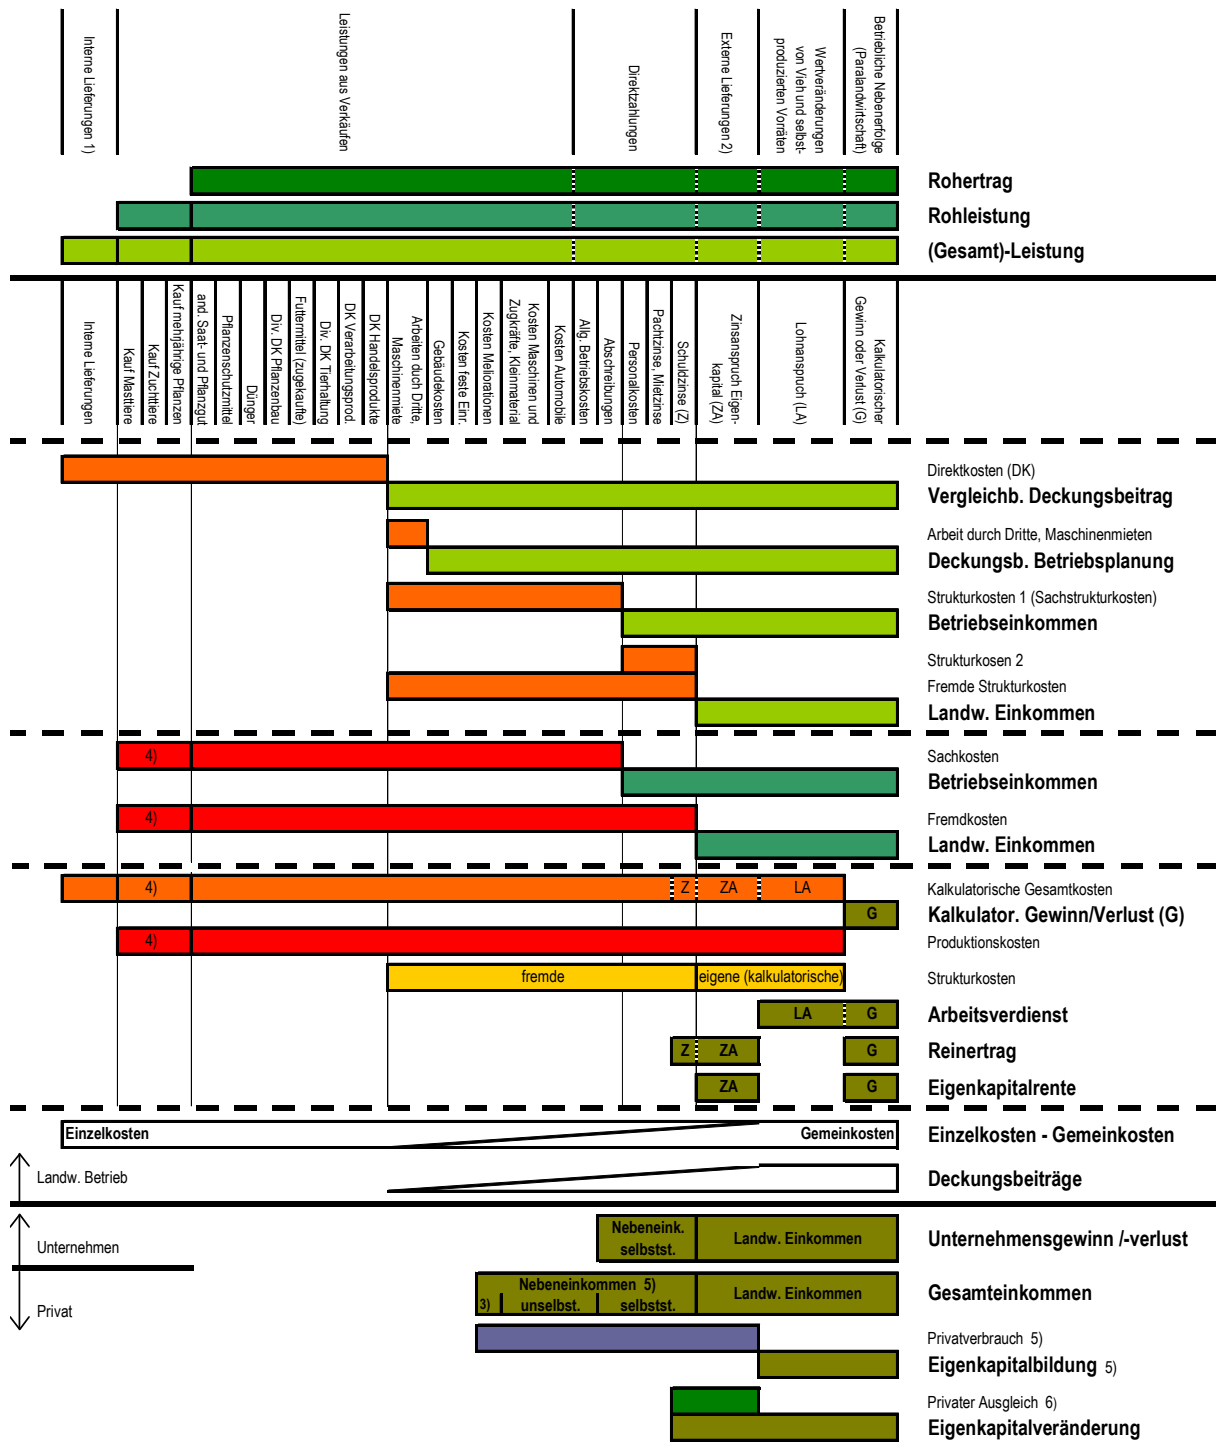 Interne Lieferungen 1)
Leistungen aus Verkäufen
Direktzahlungen
Externe Lieferungen 2)
Wertveränderungen
von Vieh und selbst-
produzierten Vorräten
Betriebliche Nebenerfolge
(Paralandwirtschaft)
Rohertrag
Rohleistung
(Gesamt)-Leistung
Interne Lieferungen
Kauf Masttiere
Kauf Zuchttiere
Kauf mehrjährige Pflanzen
and. Saat- und Pflanzgut
Pflanzenschutzmittel
Dünger
Div. DK Pflanzenbau
Futtermittel (zugekaufte)
Div. DK Tierhaltung
DK Verarbeitungsprod.
DK Handelsprodukte
Arbeiten duch Dritte,
Maschinenmiete
Gebäudekosten
Kosten feste Einr.
Kosten Meliorationen
Kosten Maschinen und
Zugkräfte, Kleinmaterial
Kosten Automobile
Allg. Betriebskosten
Abschreibungen
Personalkosten
Pachtzinse, Mietzinse
Schuldzinse (Z)
Zinsanspruch Eigen-
kapital (ZA)
Lohnanspruch (LA)
Kalkulatorischer
Gewinn oder Verlust (G)
Direktkosten (DK)
Vergleichb. Deckungsbeitrag
Arbeit durch Dritte, Maschinenmieten
Deckungsb. Betriebsplanung
Strukturkosten 1 (Sachstrukturkosten)
Betriebseinkommen
Strukturkosen 2
Fremde Strukturkosten
Landw. Einkommen
4)
Sachkosten
Betriebseinkommen
4)
Fremdkosten
Landw. Einkommen
4) Z ZA LA
Kalkulatorische Gesamtkosten
G
Kalkulator. Gewinn/Verlust (G)
4)
Produktionskosten
fremde eigene (kalkulatorische)
Strukturkosten
LA G
Arbeitsverdienst
Z ZA G
Reinertrag
ZA G
Eigenkapitalrente
Einzelkosten Gemeinkosten
Einzelkosten - Gemeinkosten
Landw. Betrieb
Deckungsbeiträge
Unternehmen
Nebeneink.
selbstst.
Landw. Einkommen
Unternehmensgewinn /-verlust
Privat
Nebeneinkommen 5)
3) unselbst. selbstst.
Landw. Einkommen
Gesamteinkommen
Privatverbrauch 5)
Eigenkapitalbildung 5)
Privater Ausgleich 6)
Eigenkapitalveränderung